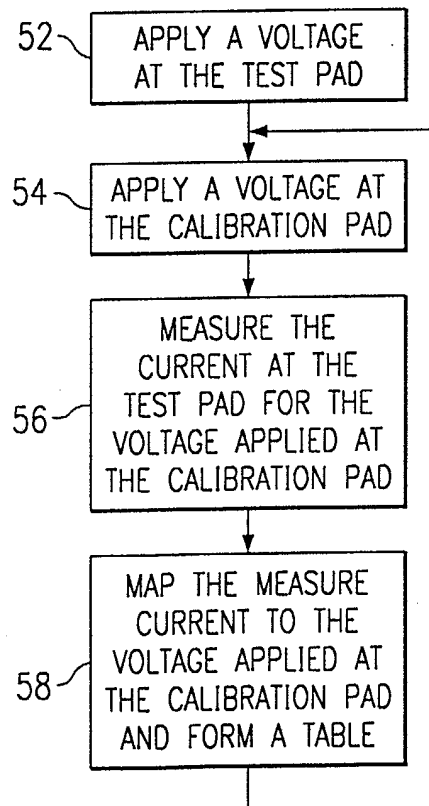 52
APPLY A VOLTAGE
AT THE TEST PAD
54
APPLY A VOLTAGE AT
THE CALIBRATION PAD
56
MEASURE THE
CURRENT AT THE
TEST PAD FOR THE
VOLTAGE APPLIED AT
THE CALIBRATION PAD
58
MAP THE MEASURE
CURRENT TO THE
VOLTAGE APPLIED AT
THE CALIBRATION PAD
AND FORM A TABLE